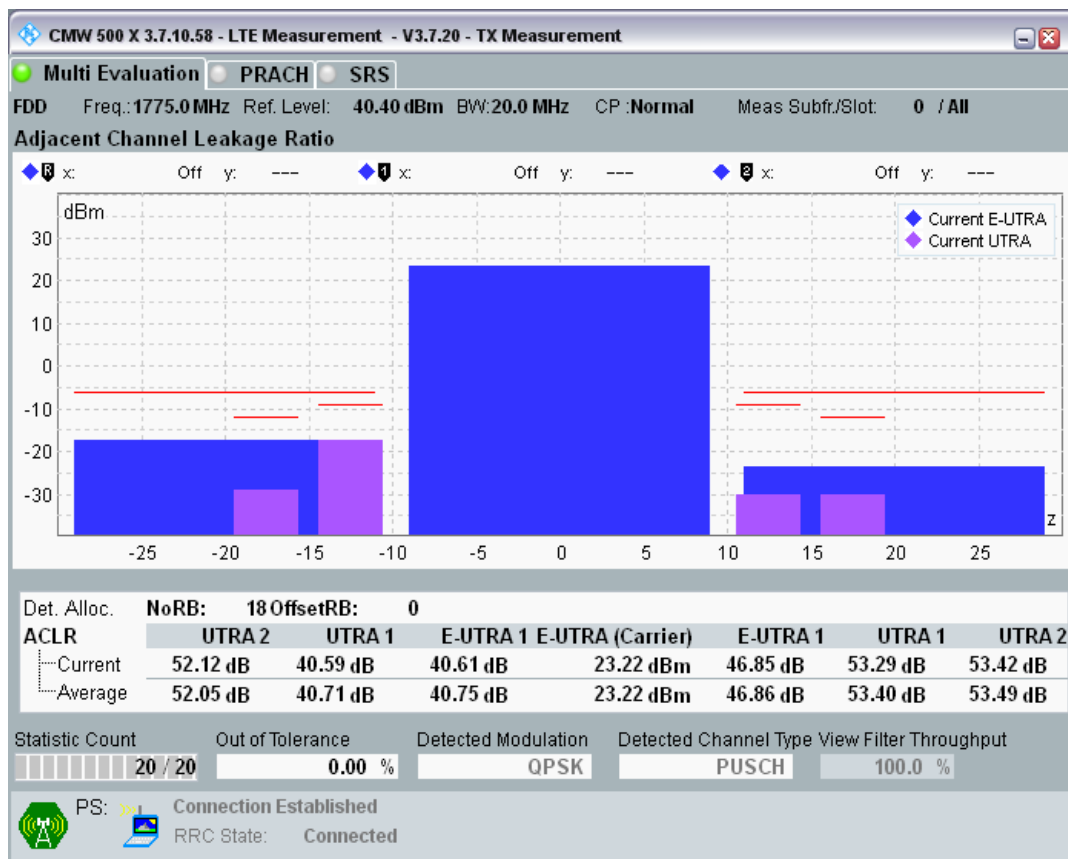 CMW 500 X 3.7.10.58 - LTE Measurement - V3.7.20 - TX Measurement
Multi Evaluation PRACH SRS
FDD Freq.:1775.0 MHz Ref. Level: 40.40 dBm BW:20.0 MHz CP :Normal Meas Subfr./Slot: 0 / All
Adjacent Channel Leakage Ratio
R x: Off y: --- 1 x: Off y: --- 2 x: Off y: ---
dBm
Current E-UTRA
Current UTRA
30
20
10
0
-10
-20
-30
z
-25 -20 -15 -10 -5 0 5 10 15 20 25
Det. Alloc. NoRB: 18 OffsetRB: 0
ACLR UTRA 2 UTRA 1 E-UTRA 1 E-UTRA (Carrier) E-UTRA 1 UTRA 1 UTRA 2
Current 52.12 dB 40.59 dB 40.61 dB 23.22 dBm 46.85 dB 53.29 dB 53.42 dB
Average 52.05 dB 40.71 dB 40.75 dB 23.22 dBm 46.86 dB 53.40 dB 53.49 dB
Statistic Count Out of Tolerance Detected Modulation Detected Channel Type View Filter Throughput
20 / 20 0.00 % QPSK PUSCH 100.0 %
PS: Connection Established
RRC State: Connected